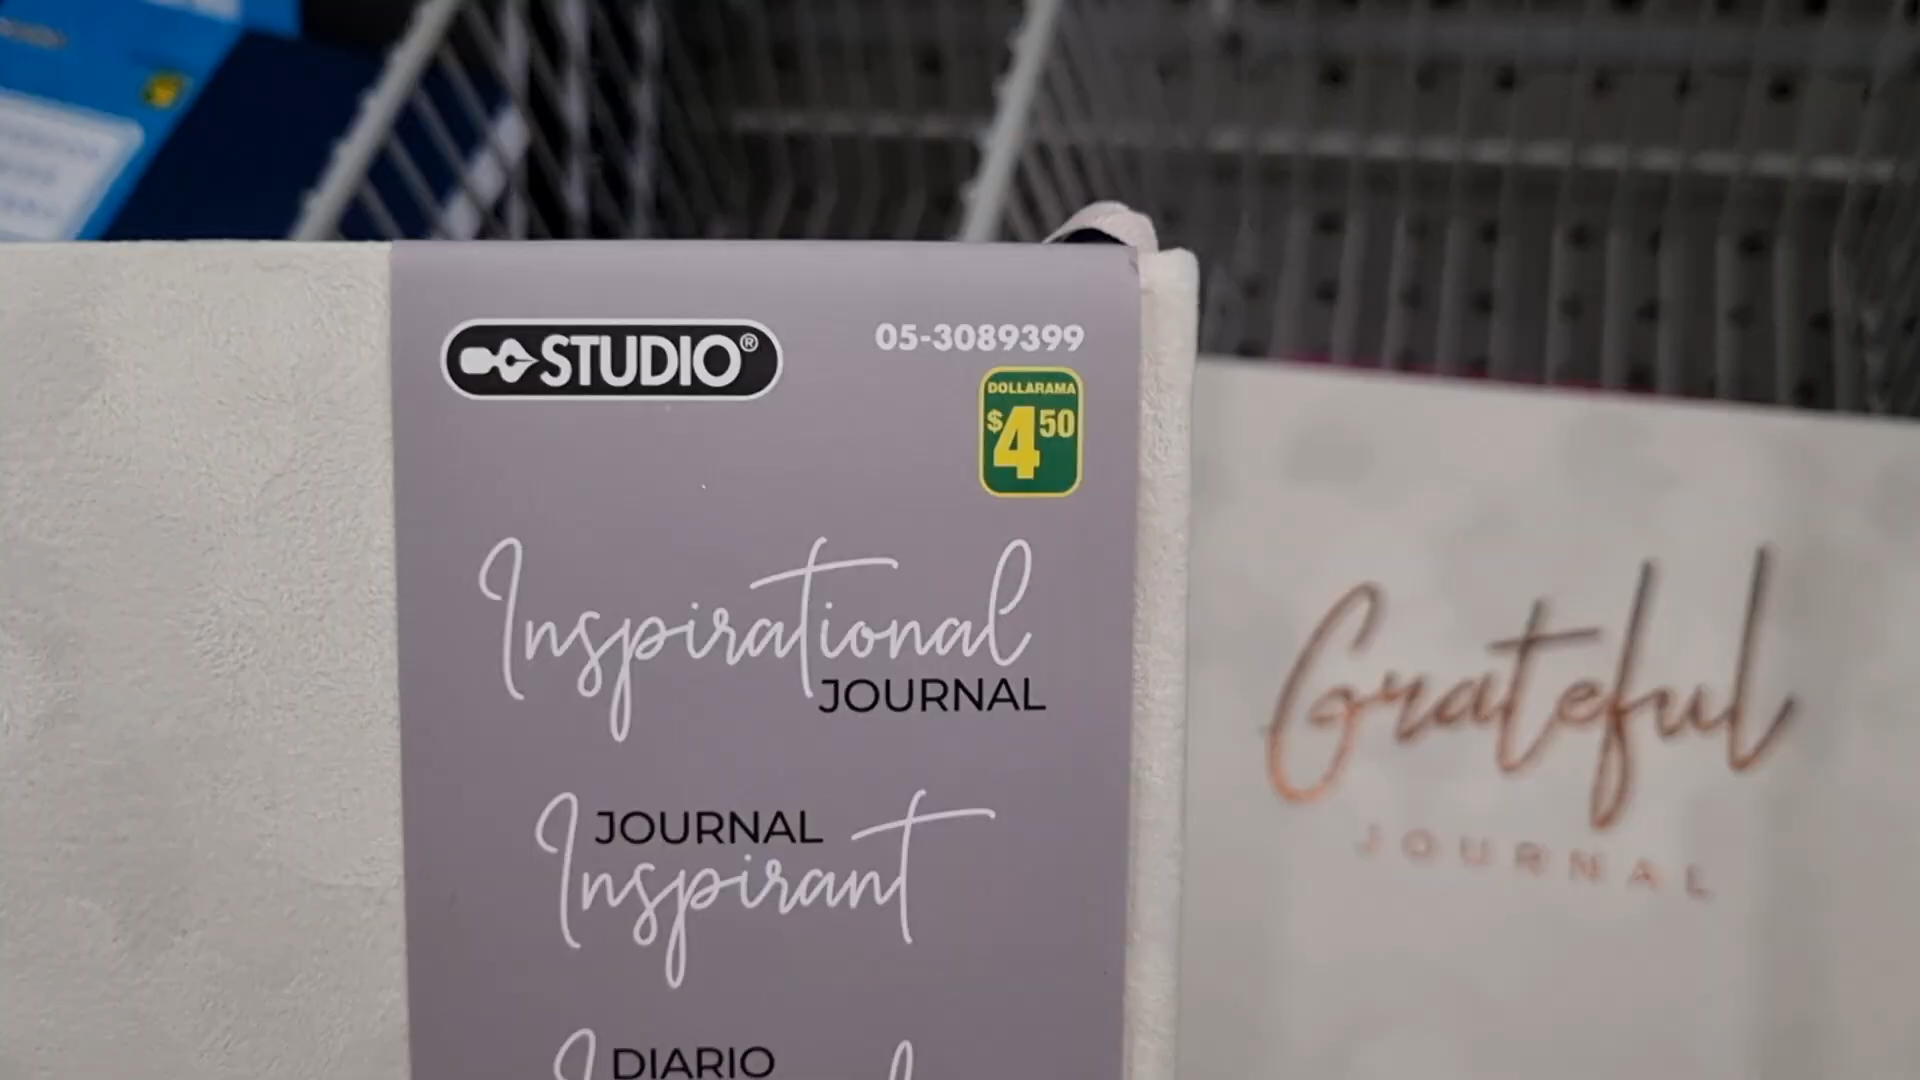 STUDIO®
05-3089399
DOLLARAMA
$4.50
Inspirational
JOURNAL
JOURNAL
Inspirant
DIARIO
Grateful
JOURNAL